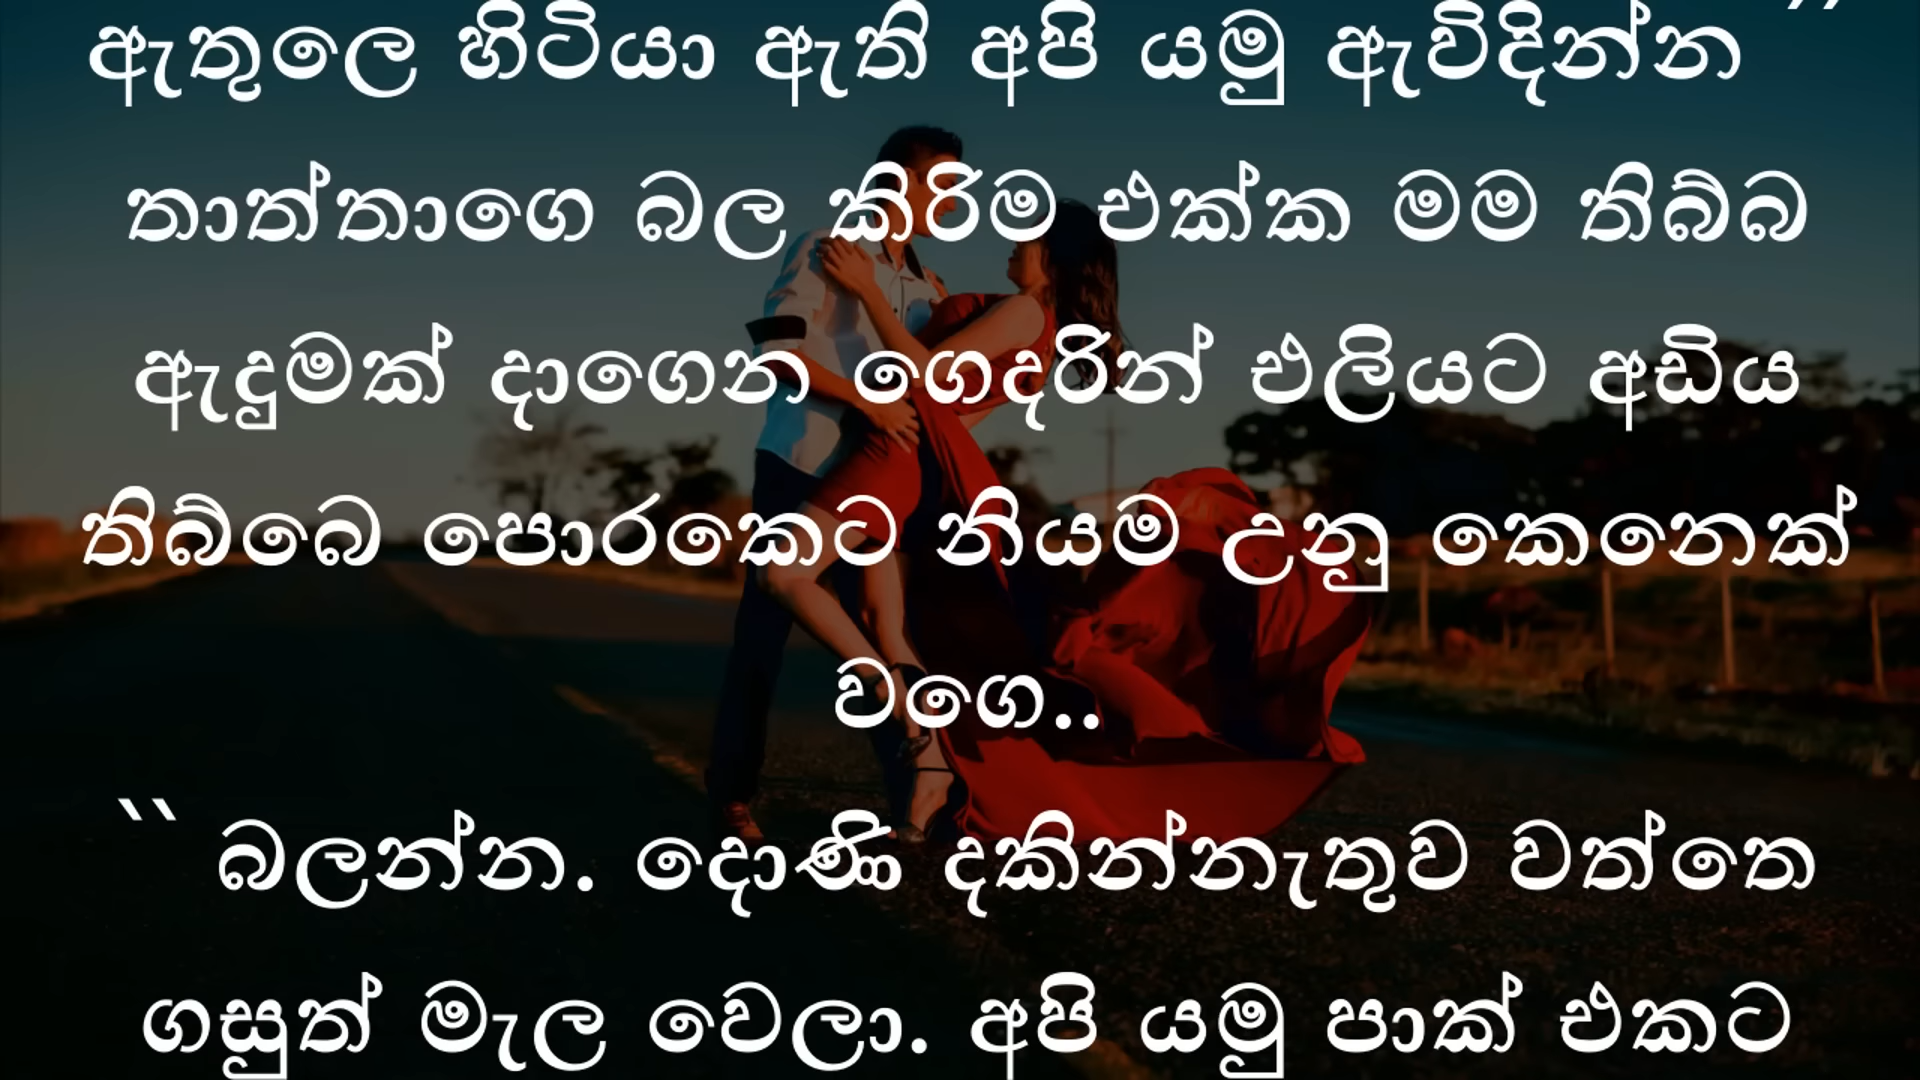 ඇතුලෙ හිටියා ඇති අපි යමු ඇවිදින්න ´´
තාත්තාගෙ බල කිරිම එක්ක මම තිබ්බ
ඇදුමක් දාගෙන ගෙදරින් එලියට අඩිය
තිබ්බෙ පොරකෙට නියම උනු කෙනෙක්
වගෙ..
`` බලන්න. දොණි දකින්නැතුව වත්තෙ
ගසුත් මැල වෙලා. අපි යමු පාක් එකට